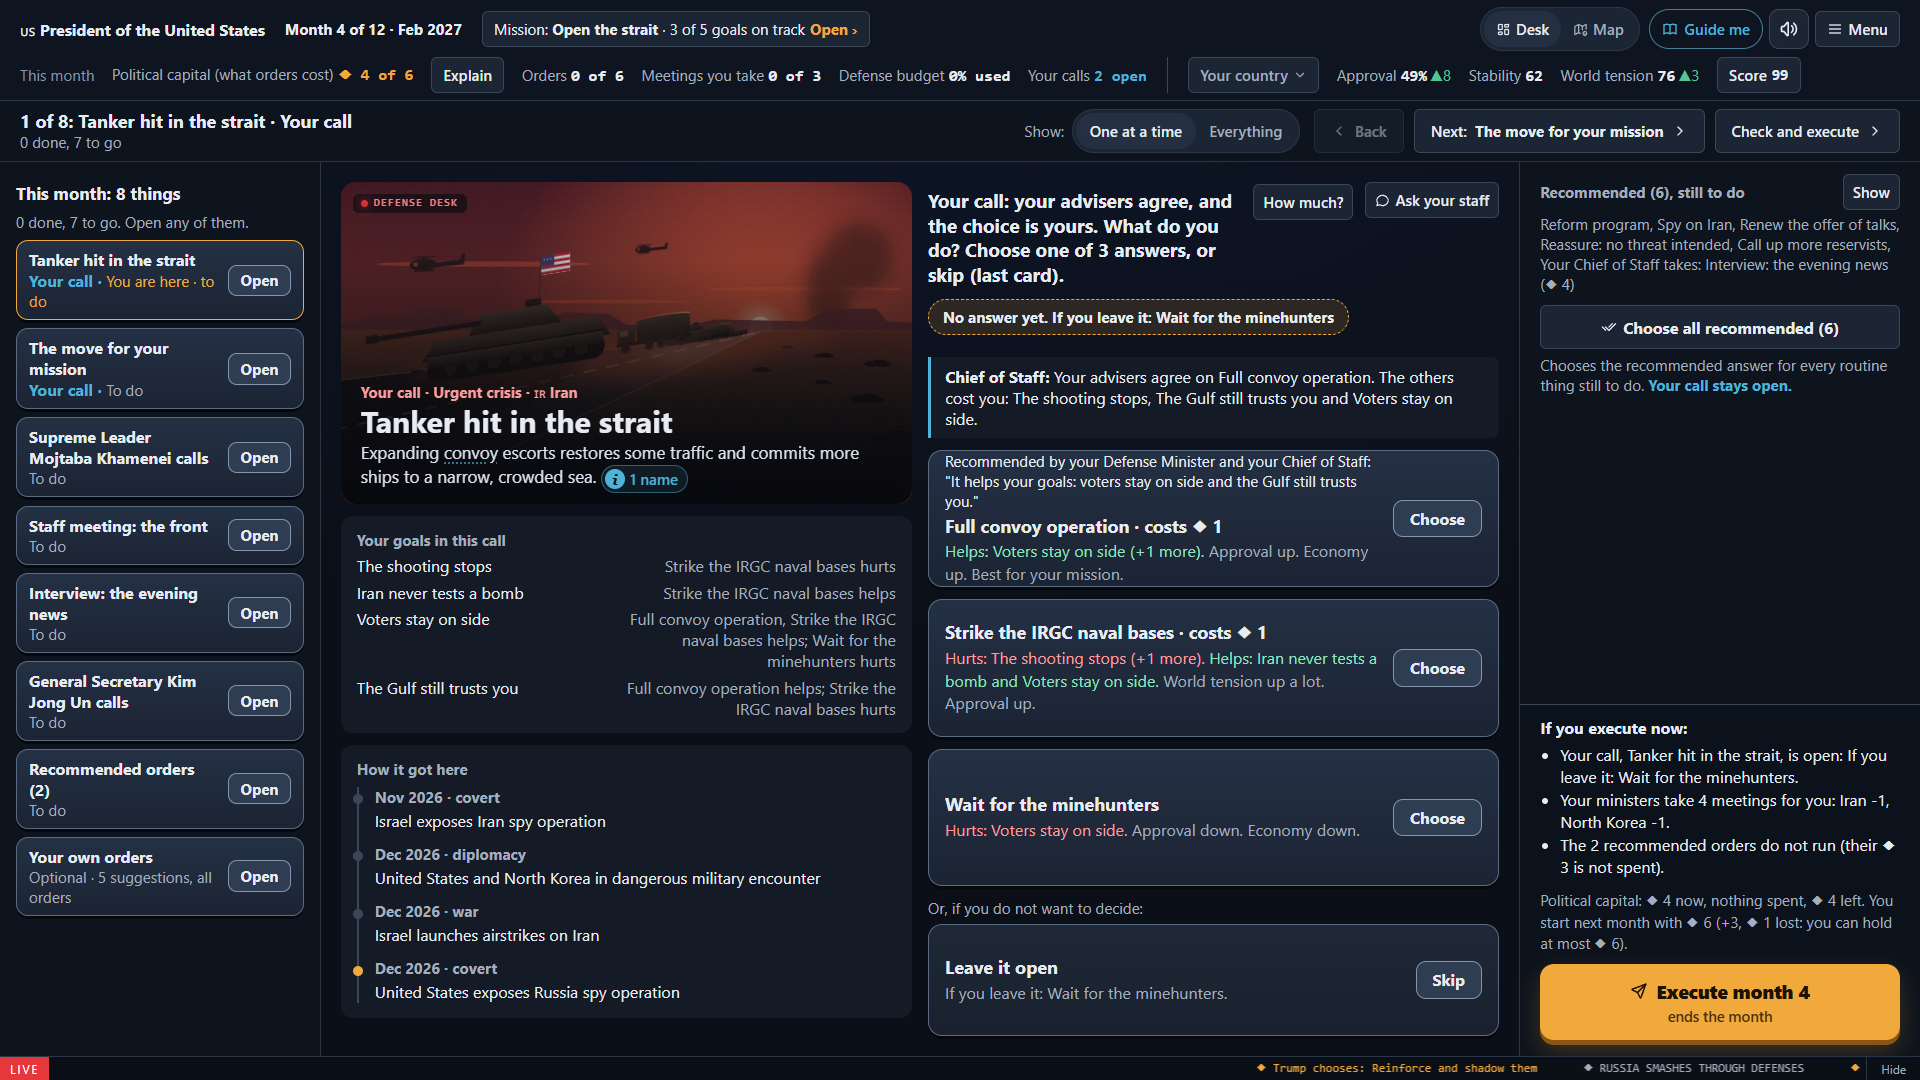 US President of the United States
Month 4 of 12 · Feb 2027
Mission: Open the strait · 3 of 5 goals on track Open ›
Desk
Map
Guide me
Menu
This month
Political capital (what orders cost) ◆ 4 of 6
Explain
Orders 0 of 6
Meetings you take 0 of 3
Defense budget 0% used
Your calls 2 open
Your country
Approval 49% ▲8
Stability 62
World tension 76 ▲3
Score 99
1 of 8: Tanker hit in the strait · Your call
0 done, 7 to go
Show:
One at a time
Everything
Back
Next: The move for your mission
Check and execute
This month: 8 things
0 done, 7 to go. Open any of them.
Tanker hit in the strait
Your call · You are here · to
do
Open
The move for your
mission
Your call · To do
Open
Supreme Leader
Mojtaba Khamenei calls
To do
Open
Staff meeting: the front
To do
Open
Interview: the evening
news
To do
Open
General Secretary Kim
Jong Un calls
To do
Open
Recommended orders
(2)
To do
Open
Your own orders
Optional · 5 suggestions, all
orders
Open
DEFENSE DESK
Your call · Urgent crisis · IR Iran
Tanker hit in the strait
Expanding convoy escorts restores some traffic and commits more
ships to a narrow, crowded sea. i 1 name
Your goals in this call
The shooting stops
Strike the IRGC naval bases hurts
Iran never tests a bomb
Strike the IRGC naval bases helps
Voters stay on side
Full convoy operation, Strike the IRGC
naval bases helps; Wait for the
minehunters hurts
The Gulf still trusts you
Full convoy operation helps; Strike the
IRGC naval bases hurts
How it got here
Nov 2026 · covert
Israel exposes Iran spy operation
Dec 2026 · diplomacy
United States and North Korea in dangerous military encounter
Dec 2026 · war
Israel launches airstrikes on Iran
Dec 2026 · covert
United States exposes Russia spy operation
Your call: your advisers agree, and
the choice is yours. What do you
do? Choose one of 3 answers, or
skip (last card).
How much?
Ask your staff
No answer yet. If you leave it: Wait for the minehunters
Chief of Staff: Your advisers agree on Full convoy operation. The others
cost you: The shooting stops, The Gulf still trusts you and Voters stay on
side.
Recommended by your Defense Minister and your Chief of Staff:
"It helps your goals: voters stay on side and the Gulf still trusts
you."
Full convoy operation · costs ◆ 1
Helps: Voters stay on side (+1 more). Approval up. Economy
up. Best for your mission.
Choose
Strike the IRGC naval bases · costs ◆ 1
Hurts: The shooting stops (+1 more). Helps: Iran never tests a
bomb and Voters stay on side. World tension up a lot.
Approval up.
Choose
Wait for the minehunters
Hurts: Voters stay on side. Approval down. Economy down.
Choose
Or, if you do not want to decide:
Leave it open
If you leave it: Wait for the minehunters.
Skip
Recommended (6), still to do
Show
Reform program, Spy on Iran, Renew the offer of talks,
Reassure: no threat intended, Call up more reservists,
Your Chief of Staff takes: Interview: the evening news
(◆ 4)
Choose all recommended (6)
Chooses the recommended answer for every routine
thing still to do. Your call stays open.
If you execute now:
• Your call, Tanker hit in the strait, is open: If you
leave it: Wait for the minehunters.
• Your ministers take 4 meetings for you: Iran -1,
North Korea -1.
• The 2 recommended orders do not run (their ◆
3 is not spent).
Political capital: ◆ 4 now, nothing spent, ◆ 4 left. You
start next month with ◆ 6 (+3, ◆ 1 lost: you can hold
at most ◆ 6).
Execute month 4
ends the month
LIVE
◆ Trump chooses: Reinforce and shadow them
◆ RUSSIA SMASHES THROUGH DEFENSES
◆
Hide